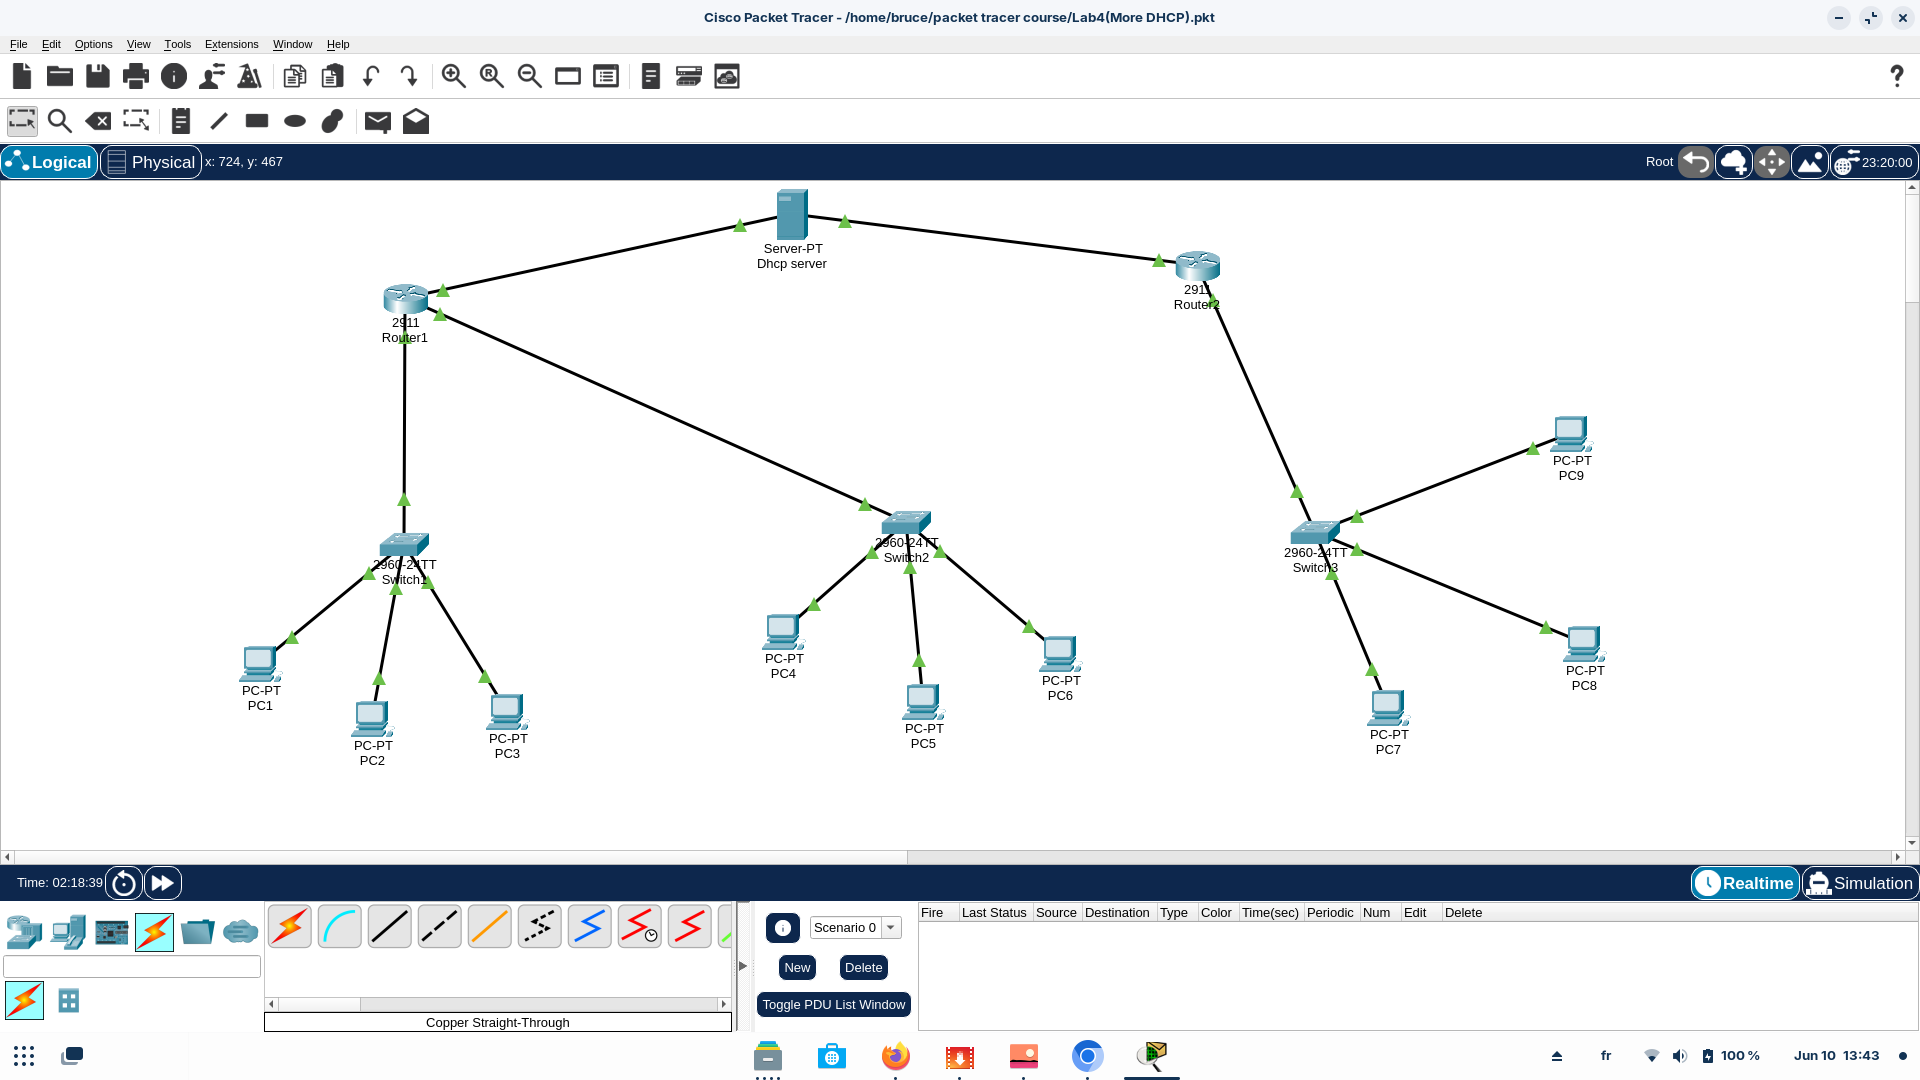 Cisco Packet Tracer - /home/bruce/packet tracer course/Lab4(More DHCP).pkt
File Edit Options View Tools Extensions Window Help
Logical Physical x: 724, y: 467 Root 23:20:00
Server-PT
Dhcp server
2911
Router2
2911
Router1
PC-PT
PC9
2960-24TT
Switch2
2960-24TT
Switch3
2960-24TT
Switch1
PC-PT
PC4
PC-PT
PC8
PC-PT
PC6
PC-PT
PC1
PC-PT
PC5
PC-PT
PC7
PC-PT
PC3
PC-PT
PC2
Time: 02:18:39 Realtime Simulation
Fire Last Status Source Destination Type Color Time(sec) Periodic Num Edit Delete
Scenario 0
New Delete
Toggle PDU List Window
Copper Straight-Through
fr 100 % Jun 10 13:43